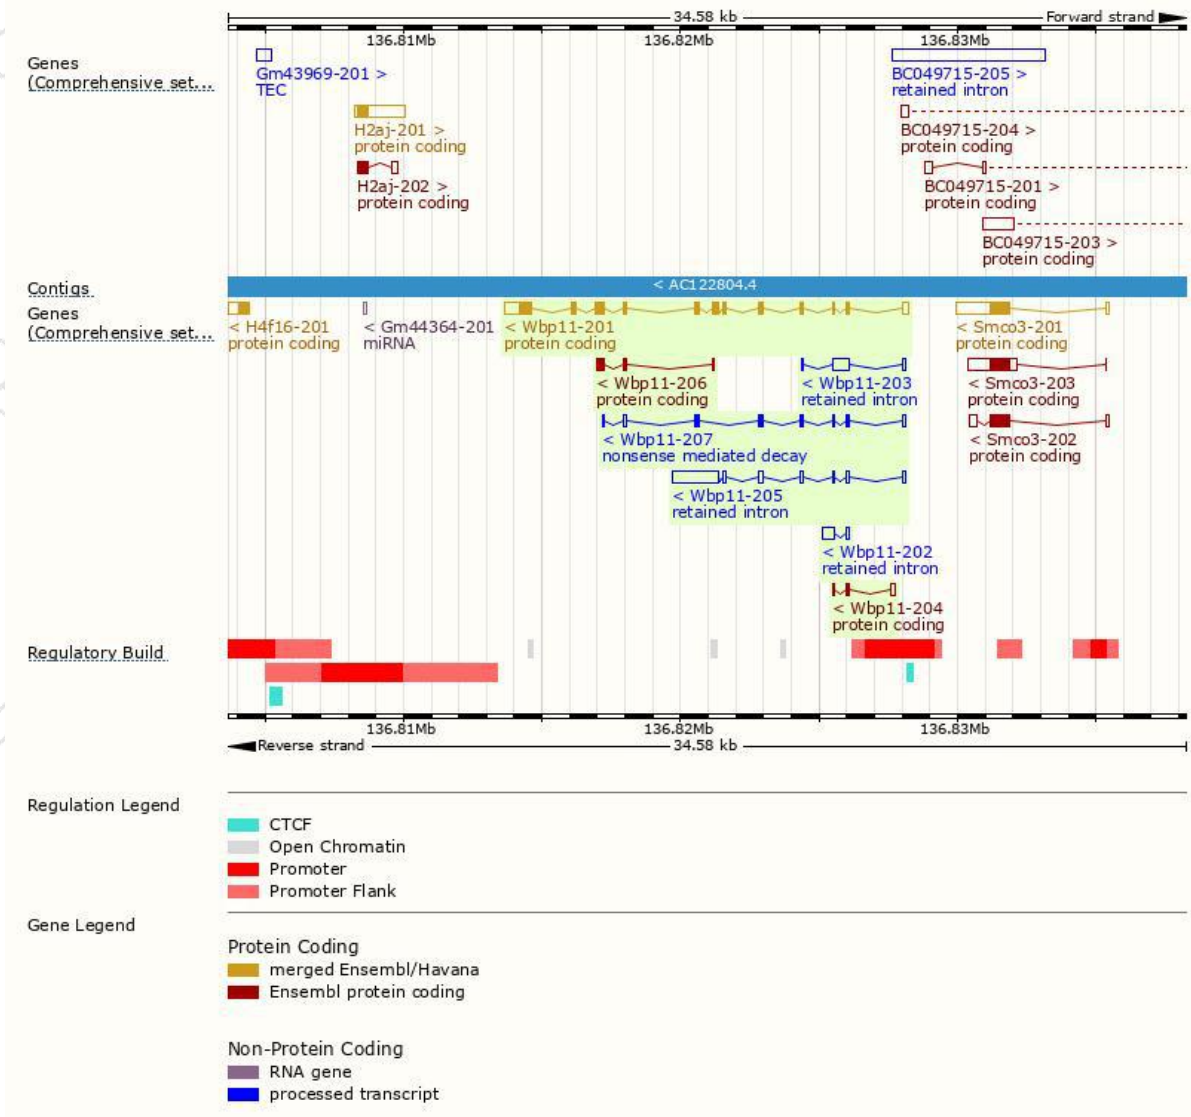 34.58 kb Forward strand
136.81Mb 136.82Mb 136.83Mb
Genes
(Comprehensive set...
Gm43969-201 >
TEC
BC049715-205 >
retained intron
H2aj-201 >
protein coding
BC049715-204 >
protein coding
H2aj-202 >
protein coding
BC049715-201 >
protein coding
BC049715-203 >
protein coding
Contigs
< AC122804.4
Genes
(Comprehensive set...
< H4f16-201
protein coding
< Gm44364-201
miRNA
< Wbp11-201
protein coding
< Smco3-201
protein coding
< Wbp11-206
protein coding
< Wbp11-203
retained intron
< Smco3-203
protein coding
< Wbp11-207
nonsense mediated decay
< Smco3-202
protein coding
< Wbp11-205
retained intron
< Wbp11-202
retained intron
< Wbp11-204
protein coding
Regulatory Build
136.81Mb 136.82Mb 136.83Mb
Reverse strand 34.58 kb
Regulation Legend
CTCF
Open Chromatin
Promoter
Promoter Flank
Gene Legend
Protein Coding
merged Ensembl/Havana
Ensembl protein coding
Non-Protein Coding
RNA gene
processed transcript